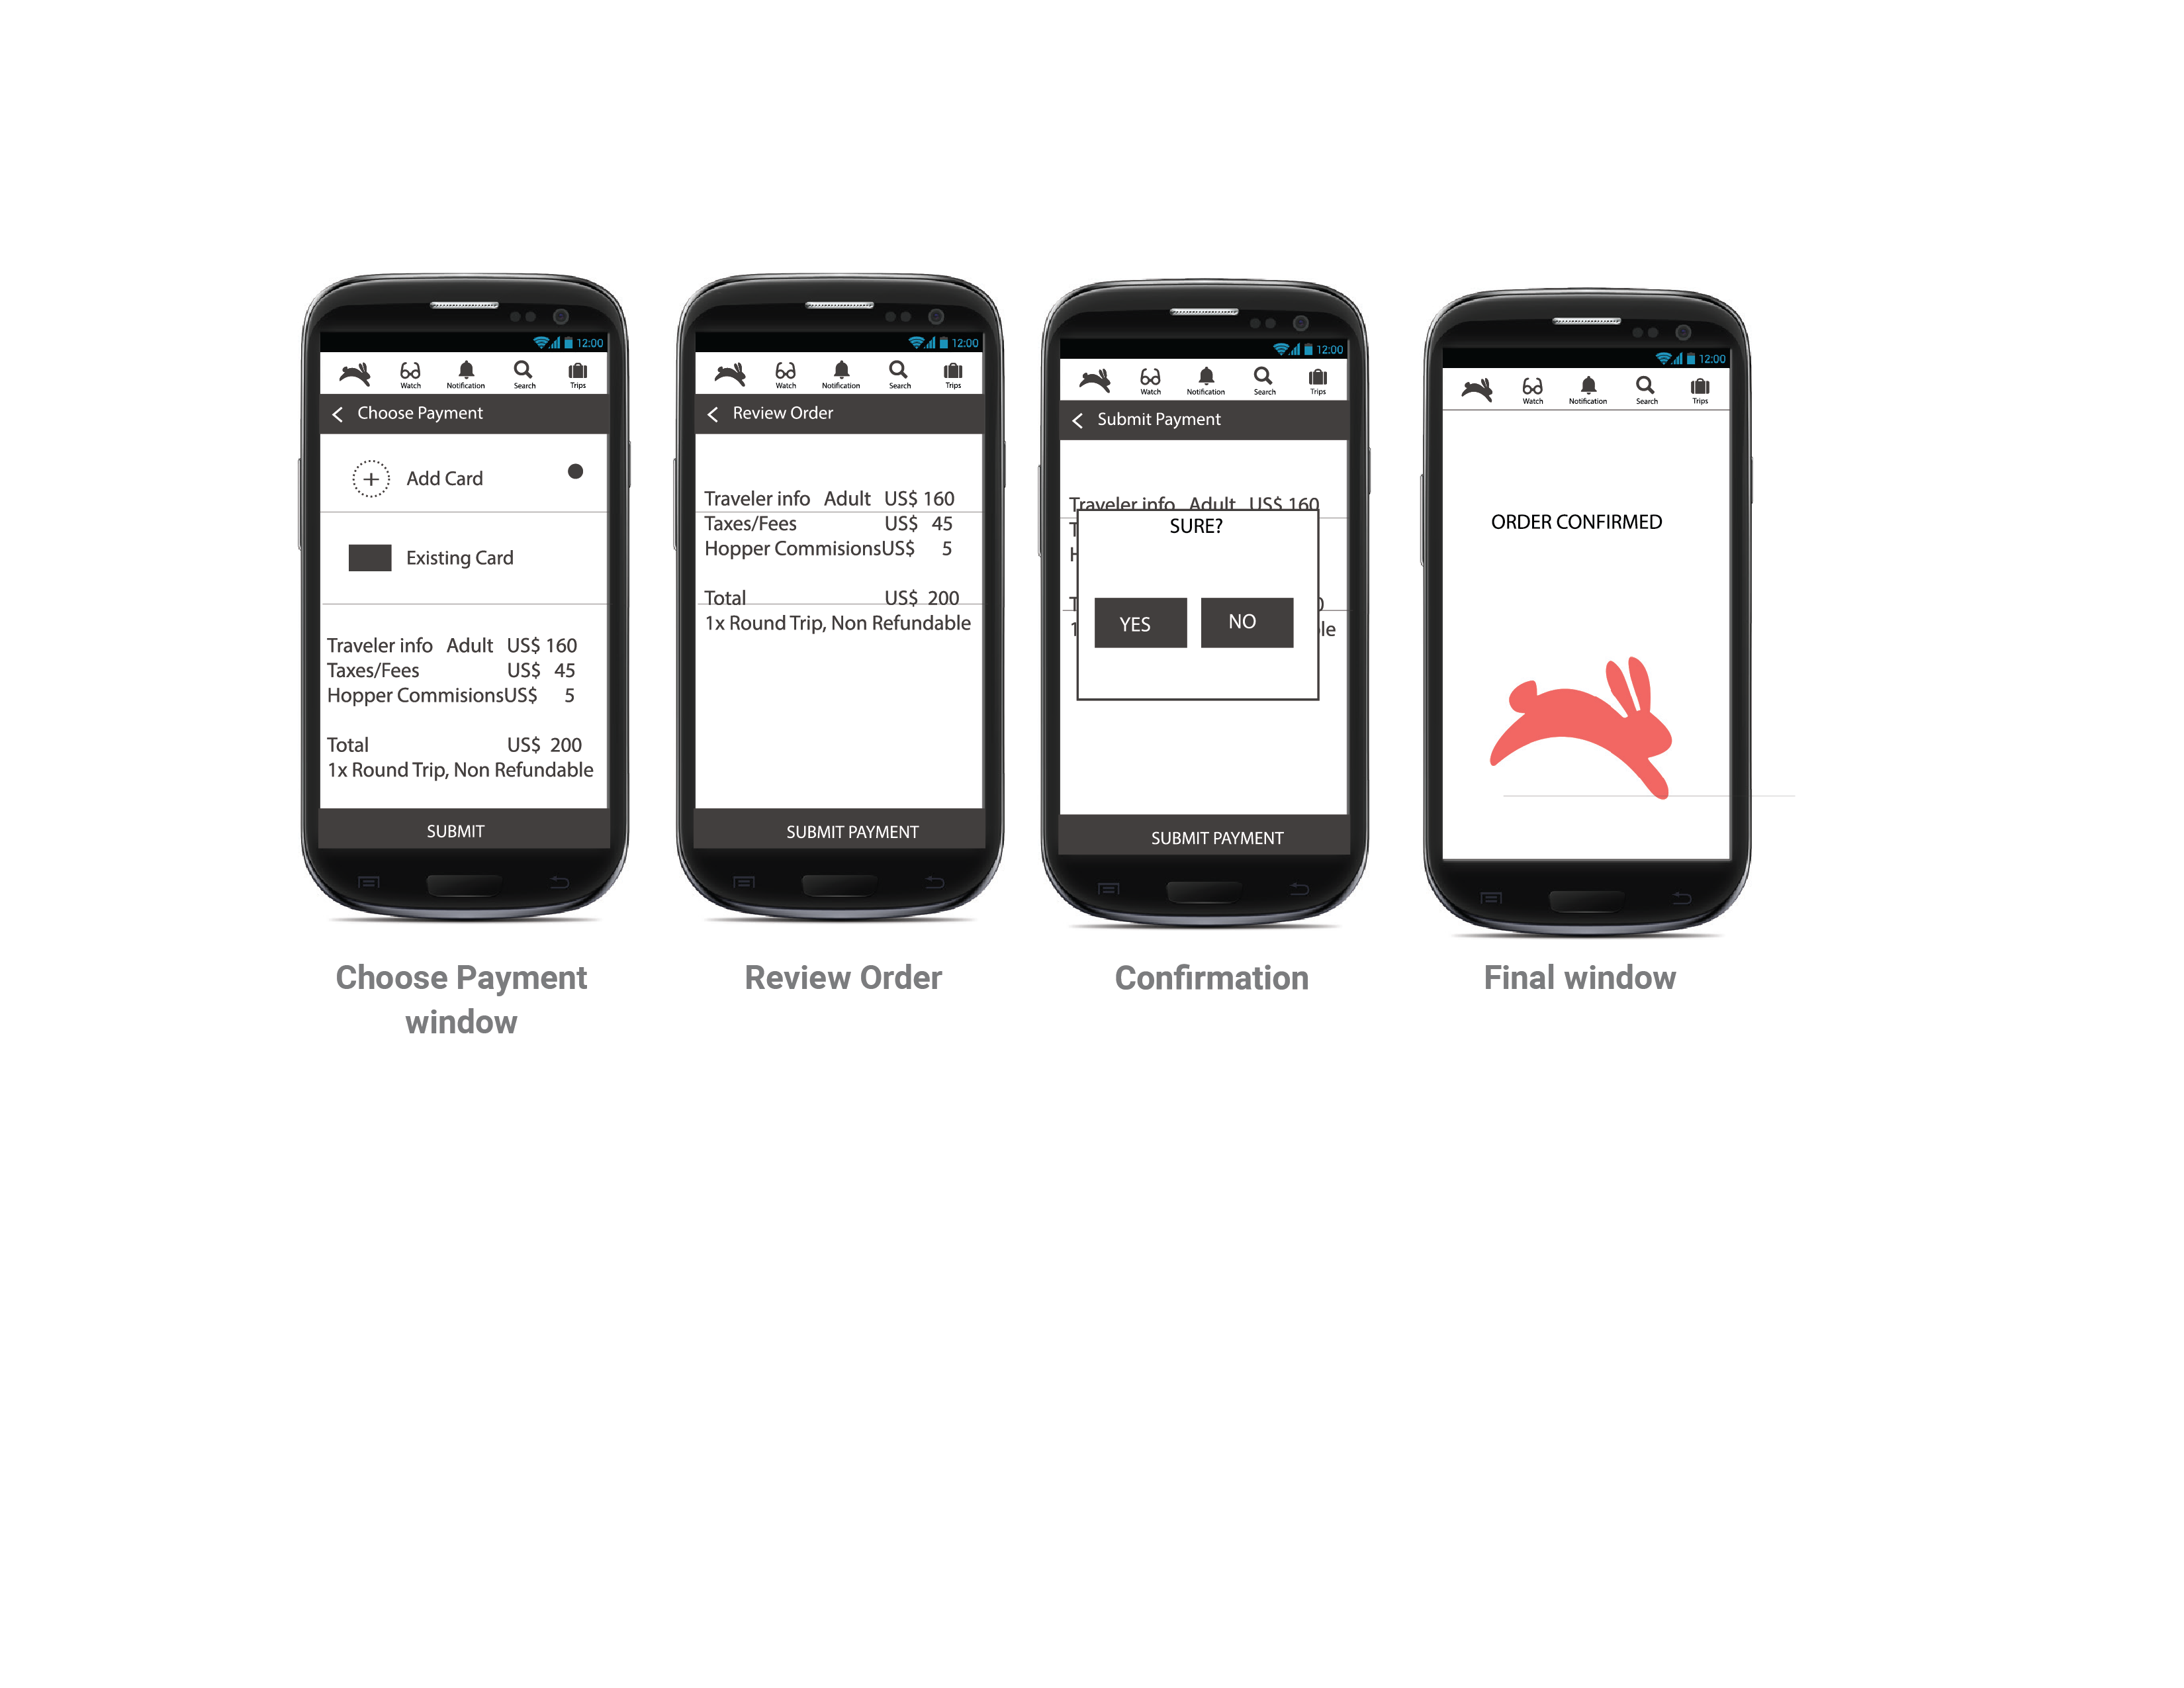 12:00
Watch
Notification
Search
Trips
Choose Payment
Add Card
Existing Card
Traveler info Adult US$ 160
Taxes/Fees US$ 45
Hopper CommisionsUS$ 5
Total US$ 200
1x Round Trip, Non Refundable
SUBMIT
Choose Payment
window
12:00
Watch
Notification
Search
Trips
Review Order
Traveler info Adult US$ 160
Taxes/Fees US$ 45
Hopper CommisionsUS$ 5
Total US$ 200
1x Round Trip, Non Refundable
SUBMIT PAYMENT
Review Order
12:00
Watch
Notification
Search
Trips
Submit Payment
Traveler info Adult US$ 160
SURE?
YES
NO
SUBMIT PAYMENT
Confirmation
12:00
Watch
Notification
Search
Trips
ORDER CONFIRMED
Final window